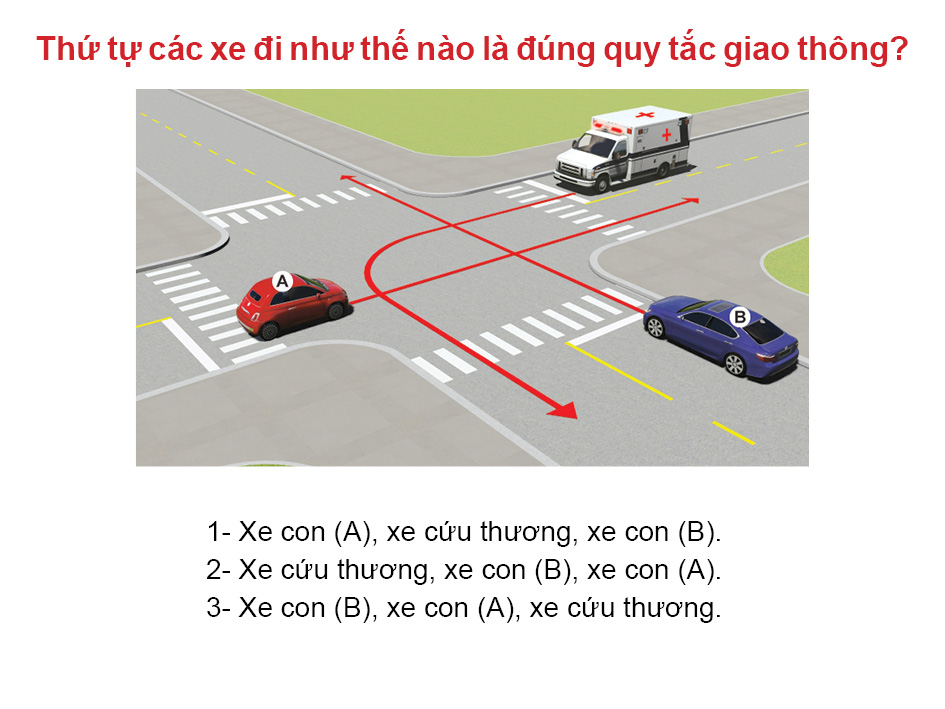 Thứ tự các xe đi như thế nào là đúng quy tắc giao thông?
A
B
1- Xe con (A), xe cứu thương, xe con (B).
2- Xe cứu thương, xe con (B), xe con (A).
3- Xe con (B), xe con (A), xe cứu thương.